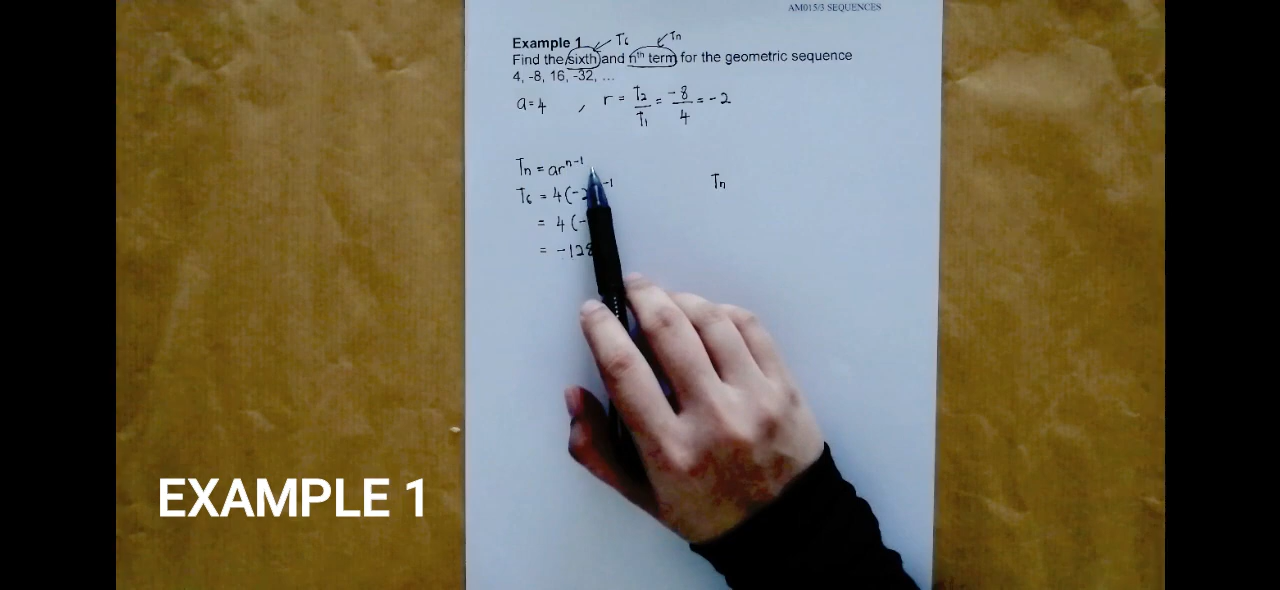 AM015/3 SEQUENCES
Example 1
T₆
Tₙ
Find the sixth and nᵗʰ term for the geometric sequence
4, -8, 16, -32, ...
a = 4 , r = T₂/T₁ = -8/4 = -2
Tₙ = arⁿ⁻¹
T₆ = 4(-2 ⁻¹
Tₙ
= 4(-
= -128
EXAMPLE 1